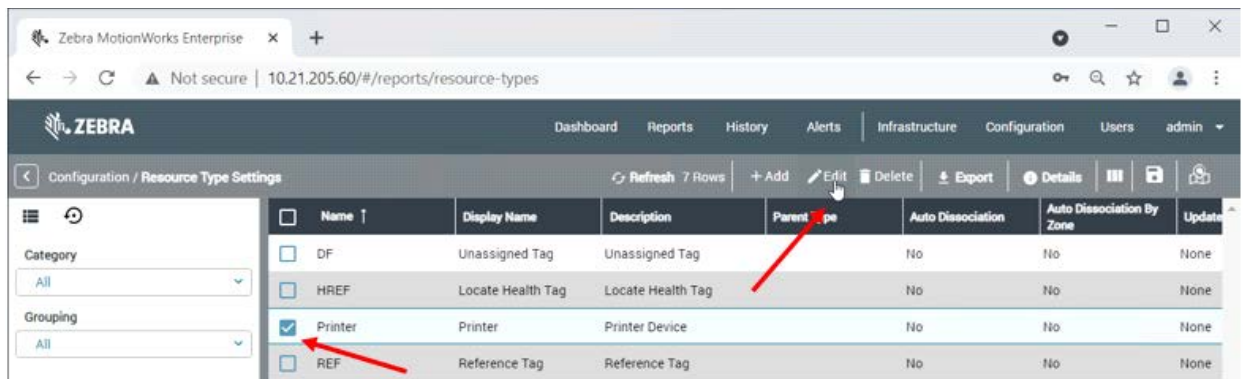 Zebra MotionWorks Enterprise
Not secure | 10.21.205.60/#/reports/resource-types
ZEBRA Dashboard Reports History Alerts Infrastructure Configuration Users admin
Configuration / Resource Type Settings Refresh 7 Rows + Add Edit Delete Export Details
Name ↑ Display Name Description Parent Auto Dissociation Auto Dissociation By Zone Update
Category DF Unassigned Tag Unassigned Tag No No None
All HREF Locate Health Tag Locate Health Tag No No None
Grouping Printer Printer Printer Device No No None
All REF Reference Tag Reference Tag No No None